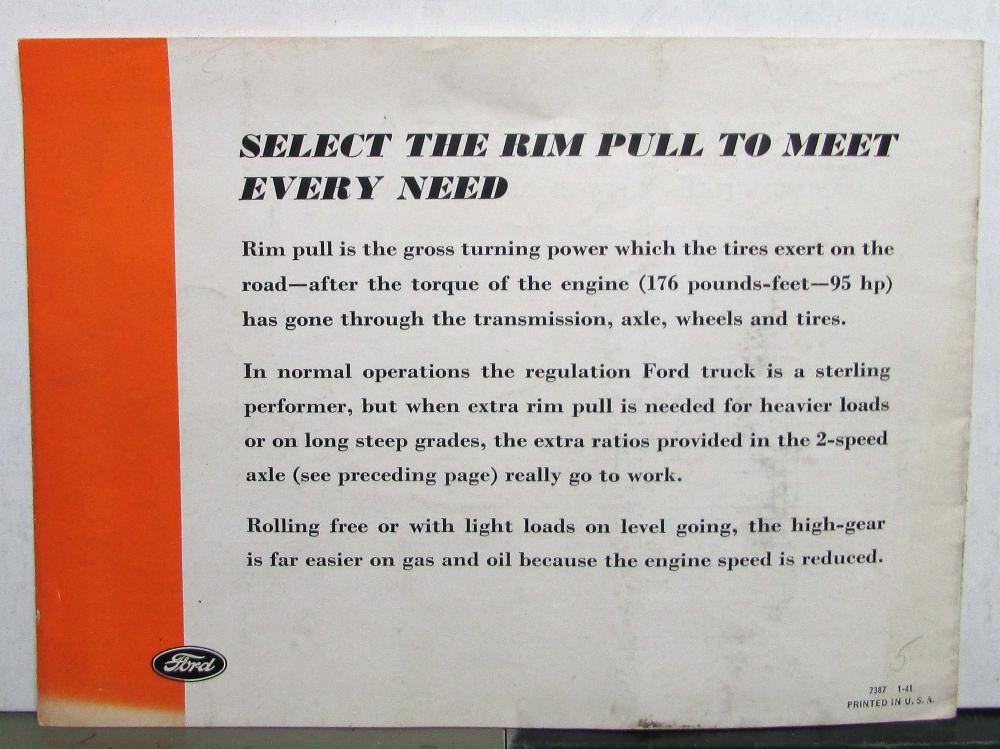 SELECT THE RIM PULL TO MEET
EVERY NEED
Rim pull is the gross turning power which the tires exert on the
road—after the torque of the engine (176 pounds-feet—95 hp)
has gone through the transmission, axle, wheels and tires.
In normal operations the regulation Ford truck is a sterling
performer, but when extra rim pull is needed for heavier loads
or on long steep grades, the extra ratios provided in the 2-speed
axle (see preceding page) really go to work.
Rolling free or with light loads on level going, the high-gear
is far easier on gas and oil because the engine speed is reduced.
Ford
5
7387 1-41
PRINTED IN U. S. A.